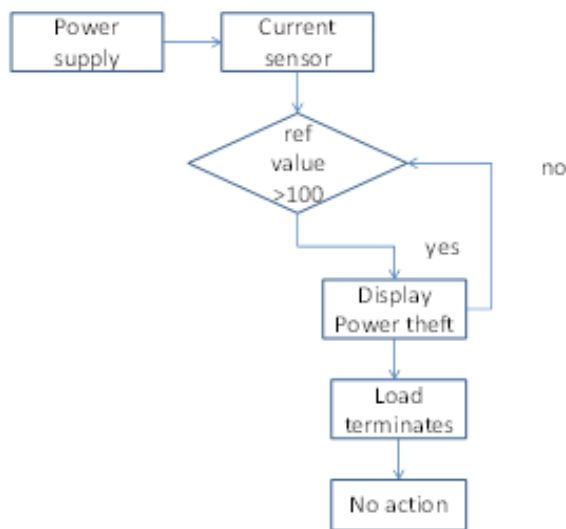 Power
supply
Current
sensor
ref
value
>100
no
yes
Display
Power theft
Load
terminates
No action